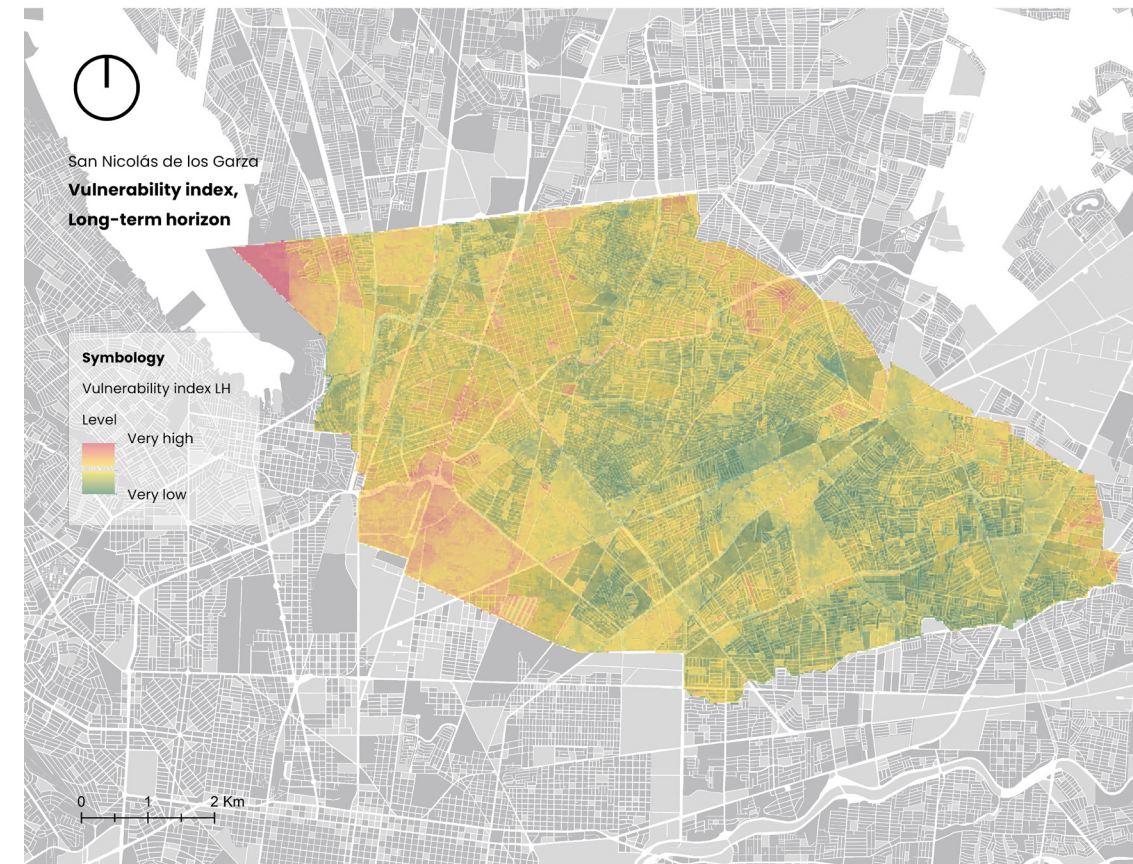 San Nicolás de los Garza
Vulnerability index,
Long-term horizon
Symbology
Vulnerability index LH
Level
Very high
Very low
0 1 2 Km